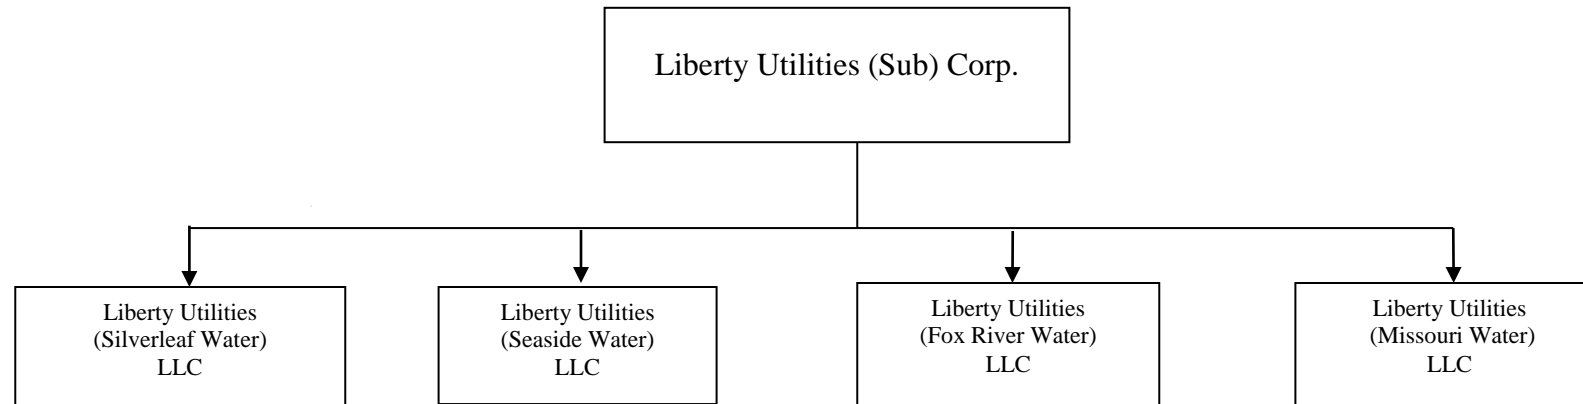 Liberty Utilities (Sub) Corp.
Liberty Utilities
(Silverleaf Water)
LLC
Liberty Utilities
(Seaside Water)
LLC
Liberty Utilities
(Fox River Water)
LLC
Liberty Utilities
(Missouri Water)
LLC